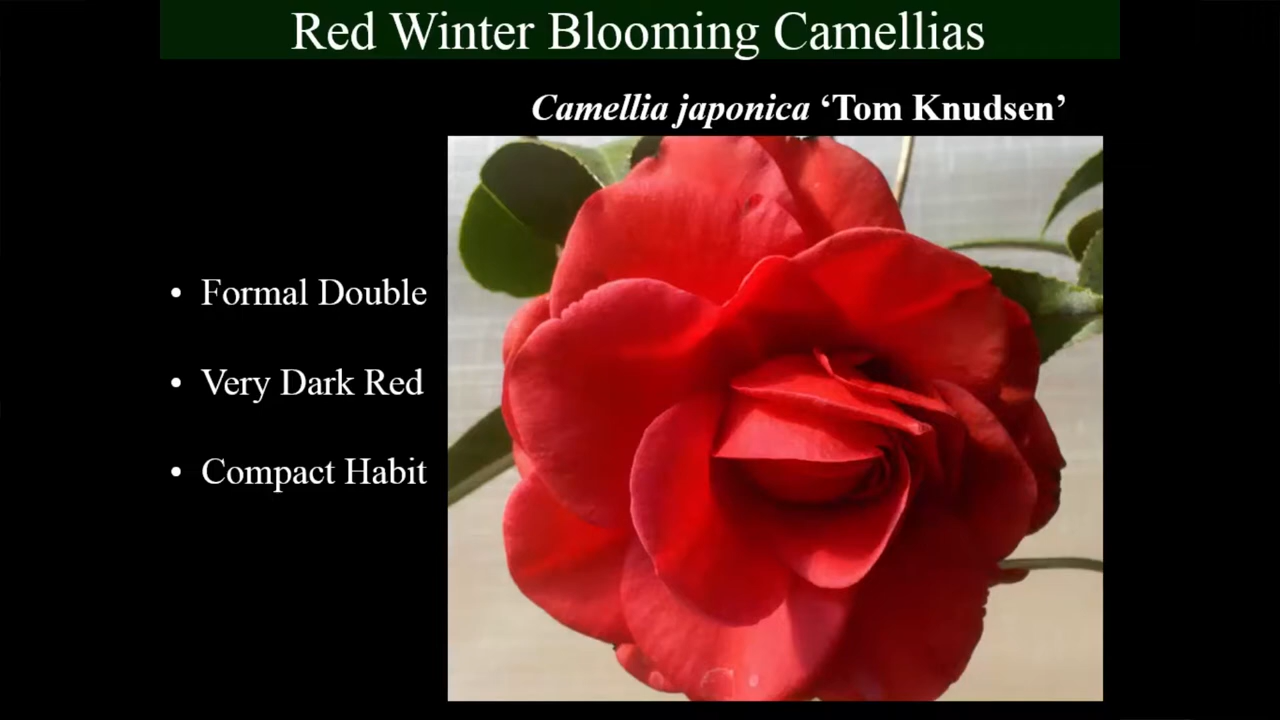 Red Winter Blooming Camellias
Camellia japonica ‘Tom Knudsen’
• Formal Double
• Very Dark Red
• Compact Habit